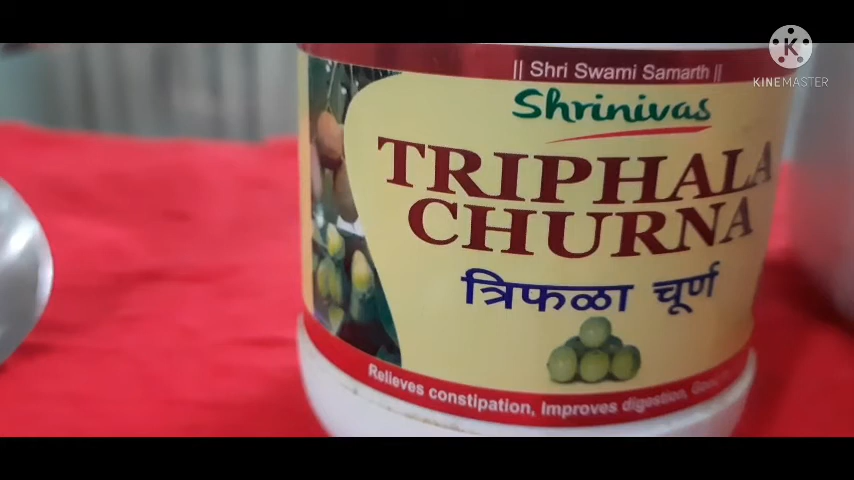 || Shri Swami Samarth ||
KINEMASTER
Shrinivas
TRIPHALA
CHURNA
त्रिफळा चूर्ण
Relieves constipation, Improves digestion,